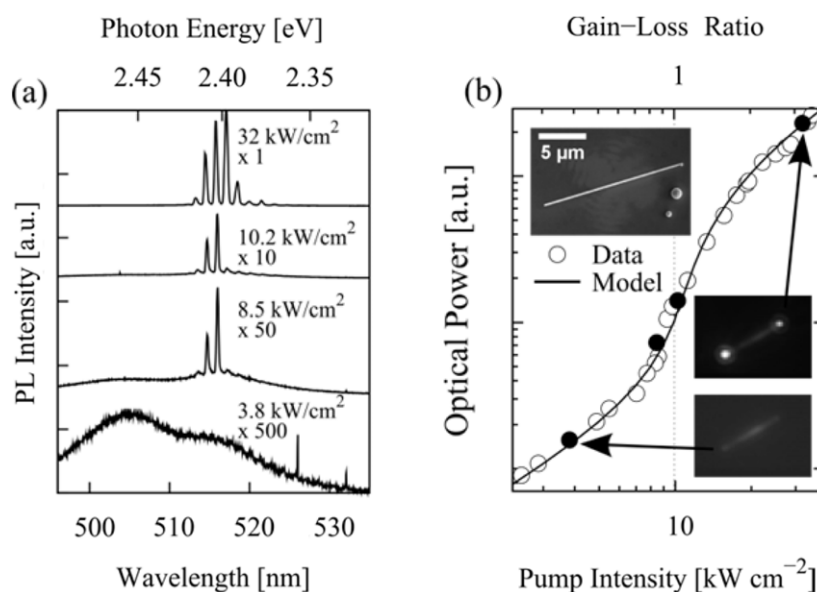 Photon Energy [eV]
2.45 2.40 2.35
(a)
32 kW/cm²
x 1
10.2 kW/cm²
x 10
8.5 kW/cm²
x 50
3.8 kW/cm²
x 500
PL Intensity [a.u.]
500 510 520 530
Wavelength [nm]
Gain−Loss Ratio
1
(b)
5 µm
Data
Model
Optical Power [a.u.]
10
Pump Intensity [kW cm⁻²]